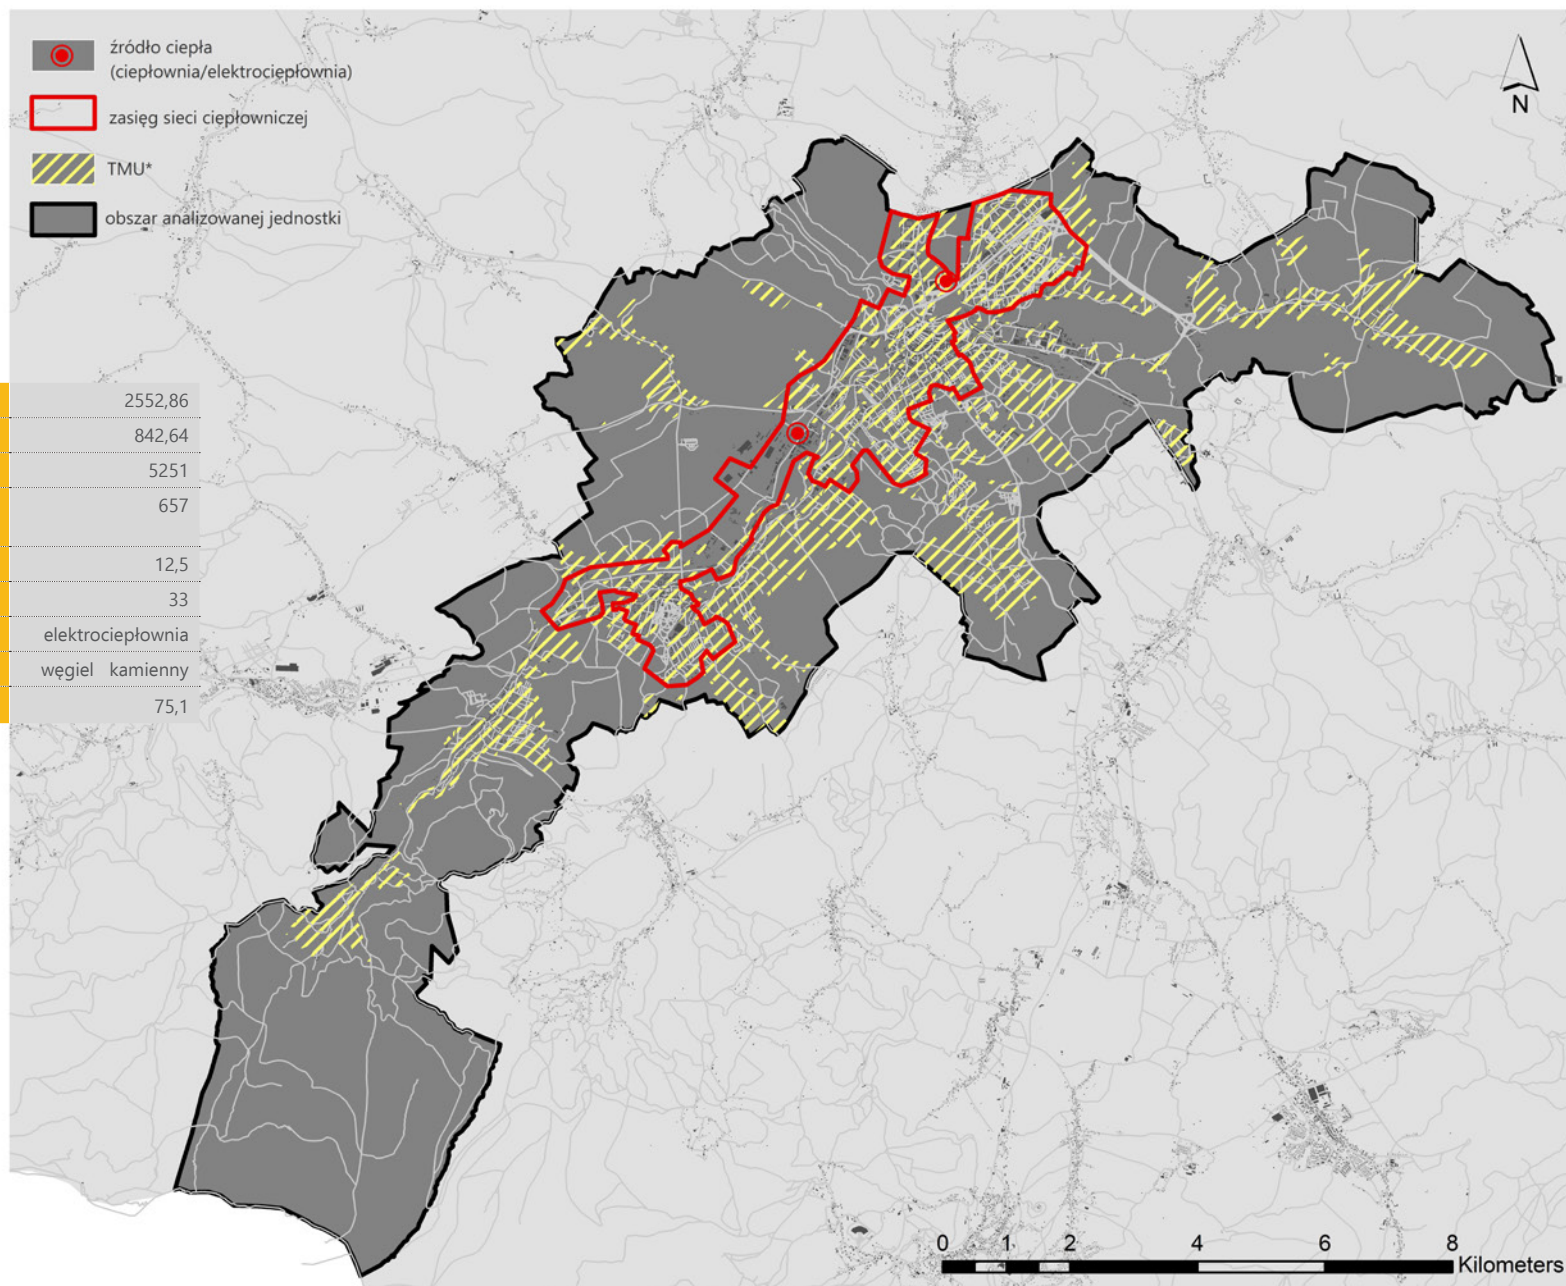 źródło ciepła
(ciepłownia/elektrociepłownia)
zasięg sieci ciepłowniczej
TMU*
obszar analizowanej jednostki
N
2552,86
842,64
5251
657
12,5
33
elektrociepłownia
węgiel kamienny
75,1
0 1 2 4 6 8
Kilometers